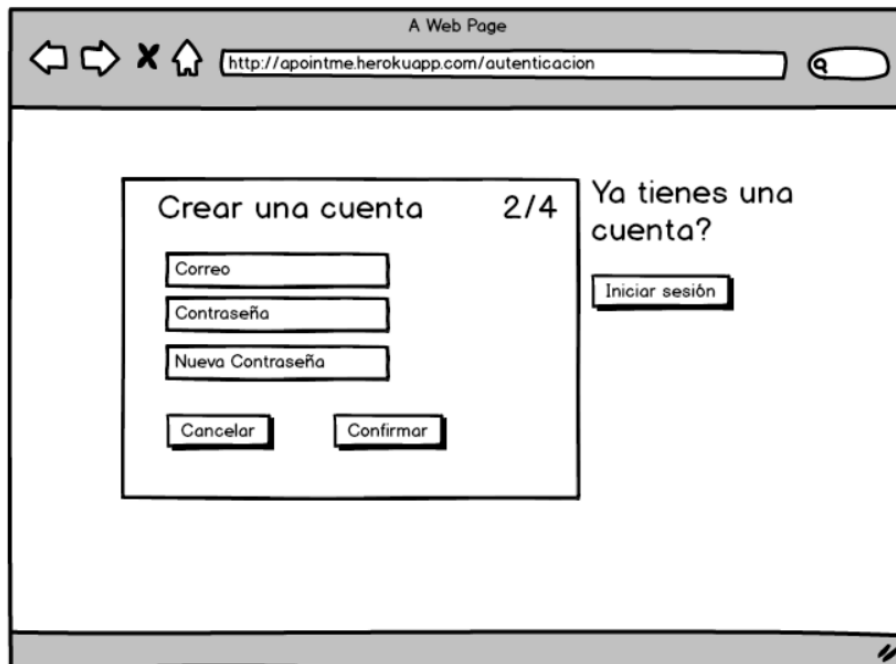 A Web Page
http://apointme.herokuapp.com/autenticacion
Crear una cuenta 2/4
Correo
Contraseña
Nueva Contraseña
Cancelar Confirmar
Ya tienes una
cuenta?
Iniciar sesión